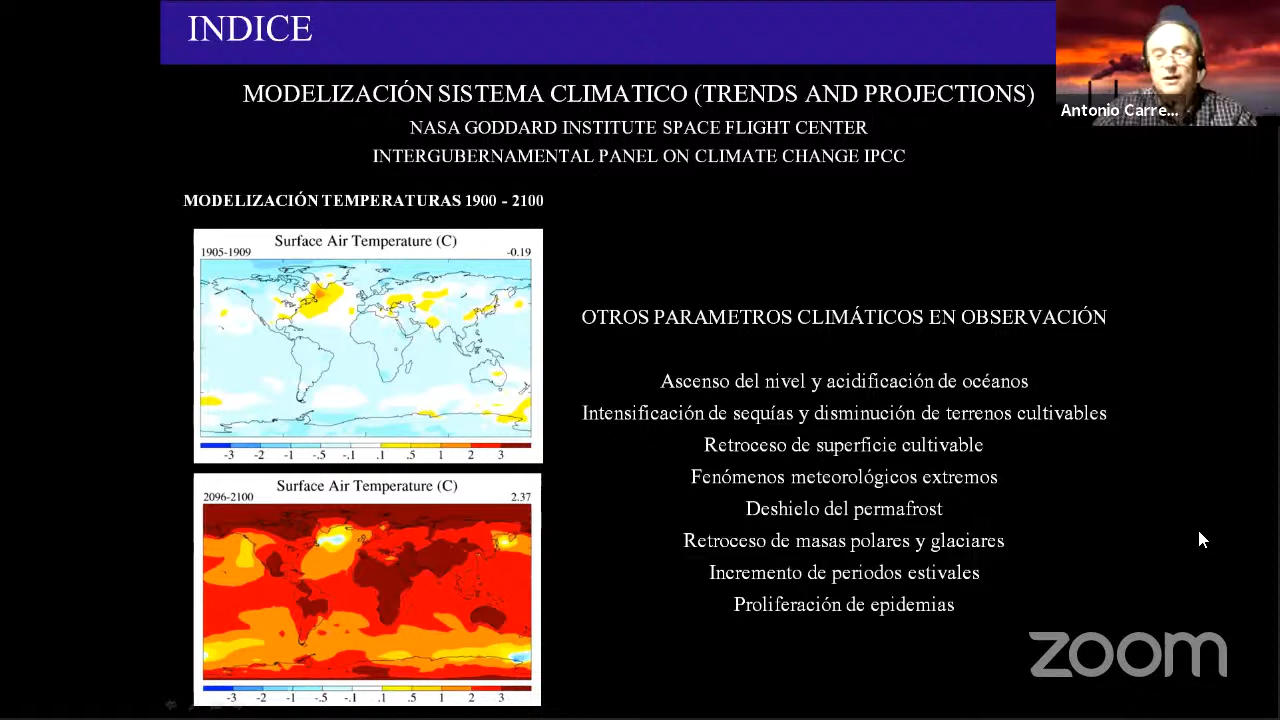 INDICE
Antonio Carre...
MODELIZACIÓN SISTEMA CLIMATICO (TRENDS AND PROJECTIONS)
NASA GODDARD INSTITUTE SPACE FLIGHT CENTER
INTERGUBERNAMENTAL PANEL ON CLIMATE CHANGE IPCC
MODELIZACIÓN TEMPERATURAS 1900 - 2100
Surface Air Temperature (C)
1905-1909 -0.19
-3 -2 -1 -.5 -.1 .1 .5 1 2 3
Surface Air Temperature (C)
2096-2100 2.37
-3 -2 -1 -.5 -.1 .1 .5 1 2 3
OTROS PARAMETROS CLIMÁTICOS EN OBSERVACIÓN
Ascenso del nivel y acidificación de océanos
Intensificación de sequías y disminución de terrenos cultivables
Retroceso de superficie cultivable
Fenómenos meteorológicos extremos
Deshielo del permafrost
Retroceso de masas polares y glaciares
Incremento de periodos estivales
Proliferación de epidemias
zoom